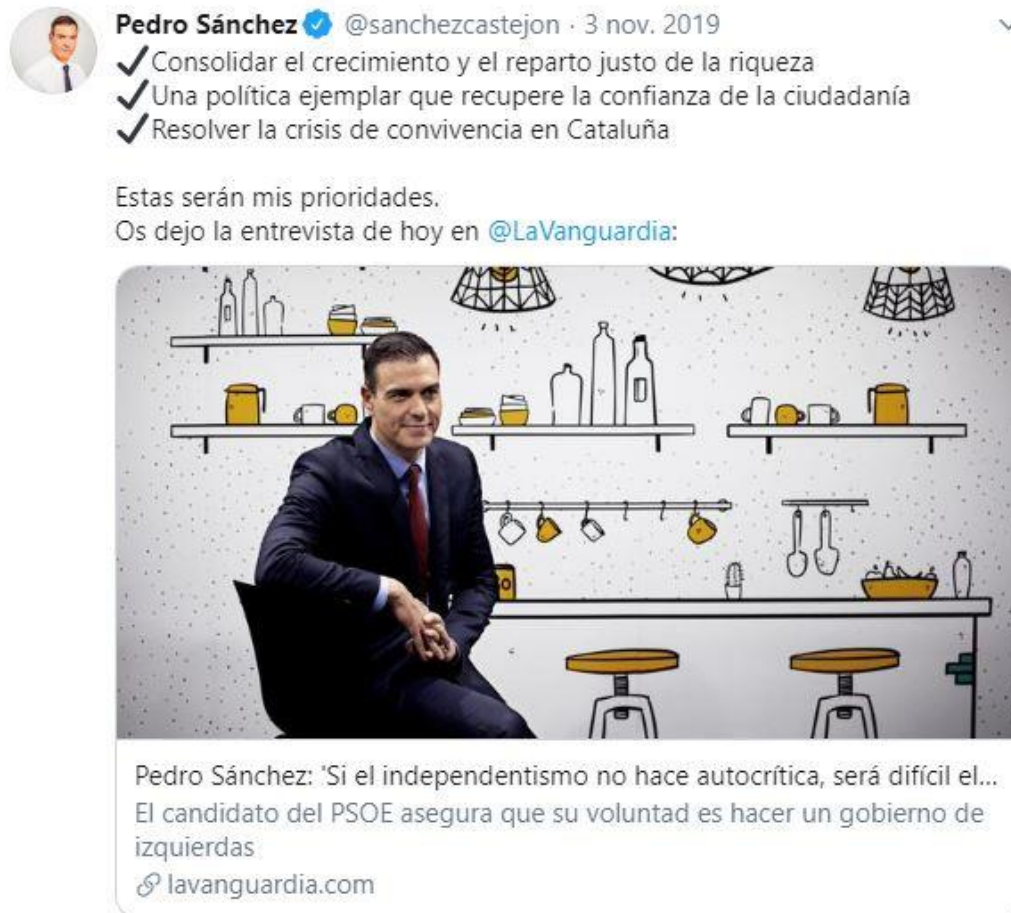 Pedro Sánchez @sanchezcastejon · 3 nov. 2019
✔Consolidar el crecimiento y el reparto justo de la riqueza
✔Una política ejemplar que recupere la confianza de la ciudadanía
✔Resolver la crisis de convivencia en Cataluña
Estas serán mis prioridades.
Os dejo la entrevista de hoy en @LaVanguardia:
Pedro Sánchez: 'Si el independentismo no hace autocrítica, será difícil el...
El candidato del PSOE asegura que su voluntad es hacer un gobierno de
izquierdas
lavanguardia.com